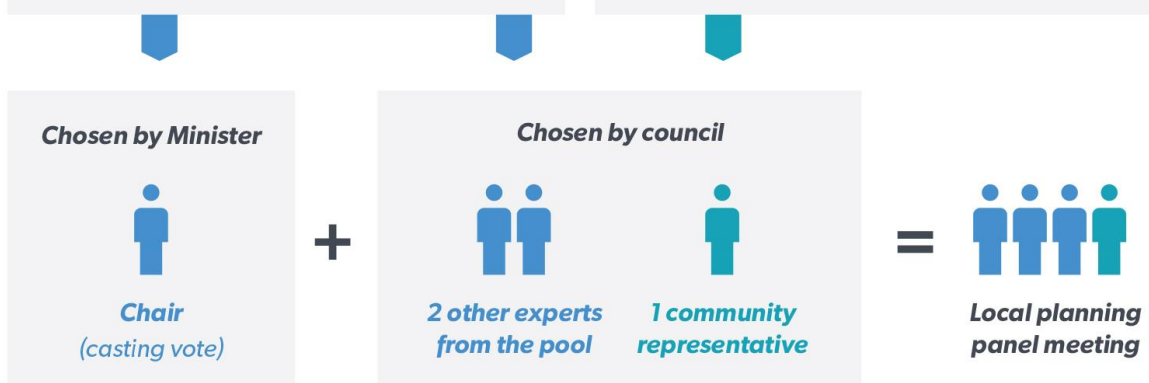 Chosen by Minister
Chosen by council
+
=
Chair
(casting vote)
2 other experts
from the pool
1 community
representative
Local planning
panel meeting